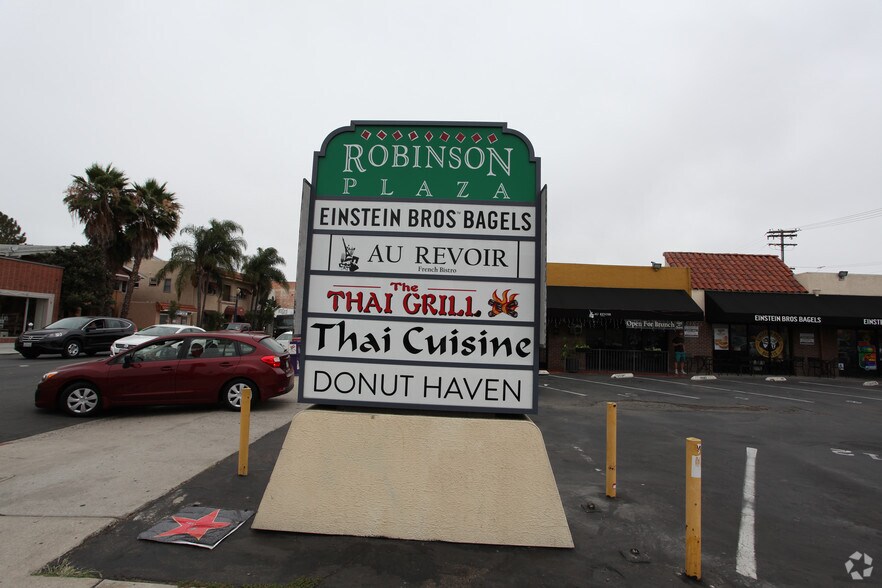 ROBINSON
PLAZA
EINSTEIN BROS BAGELS
AU REVOIR
French Bistro
The
THAI GRILL
Thai Cuisine
DONUT HAVEN
Open For Brunch
EINSTEIN BROS. BAGELS
EINSTEIN